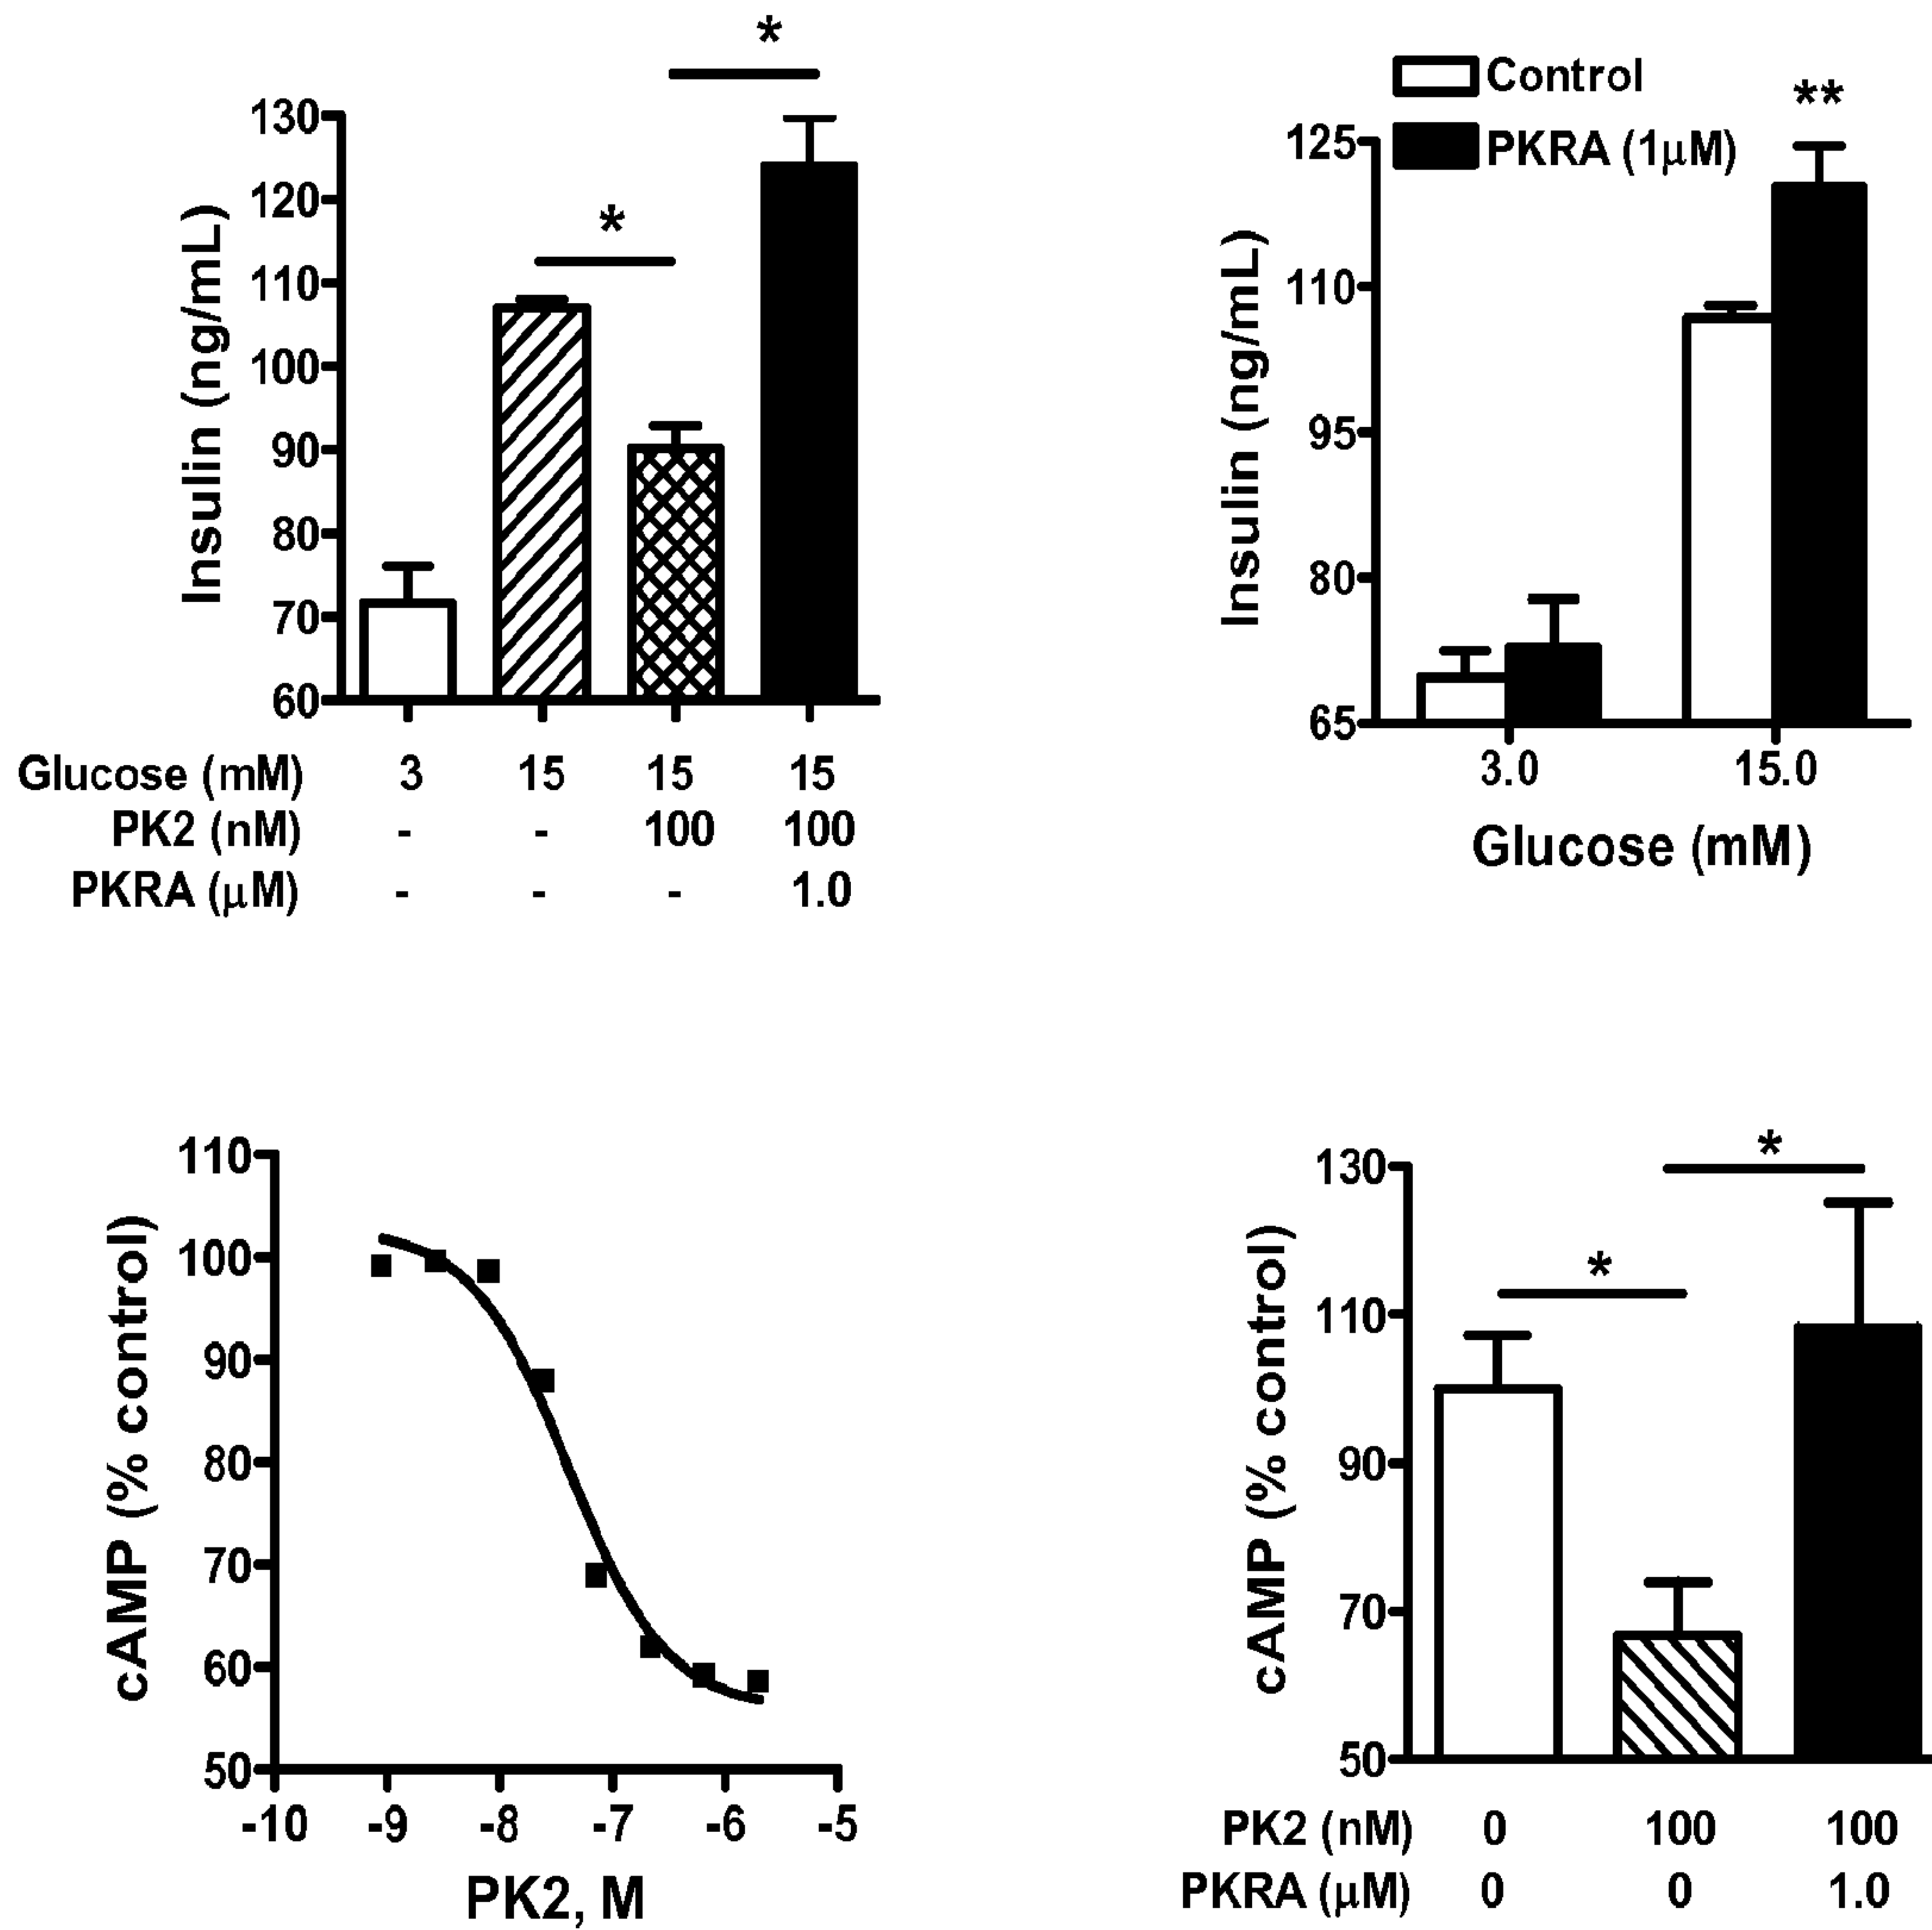 *
*
130
120
110
100
90
80
70
60
Insulin (ng/mL)
Glucose (mM) 3 15 15 15
PK2 (nM) - - 100 100
PKRA (μM) - - - 1.0
Control
PKRA (1μM)
**
125
110
95
80
65
Insulin (ng/mL)
3.0 15.0
Glucose (mM)
110
100
90
80
70
60
50
cAMP (% control)
-10 -9 -8 -7 -6 -5
PK2, M
*
*
130
110
90
70
50
cAMP (% control)
PK2 (nM) 0 100 100
PKRA (μM) 0 0 1.0